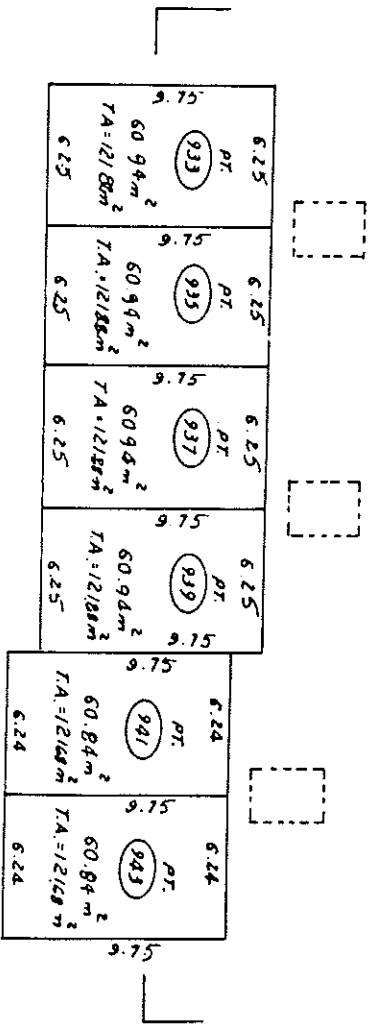 9.75
6.25
PT.
933
60.94m²
T.A.=121.88m²
6.25
9.75
6.25
PT.
935
60.94m²
T.A.=121.88m²
6.25
9.75
6.25
PT.
937
60.94m²
T.A.=121.88m²
6.25
9.75
6.25
PT.
939
60.94m²
T.A.=121.88m²
6.25
9.75
9.75
6.24
PT.
941
60.84m²
T.A.=121.68m²
6.24
9.75
6.24
PT.
943
60.84m²
T.A.=121.68m²
6.24
9.75